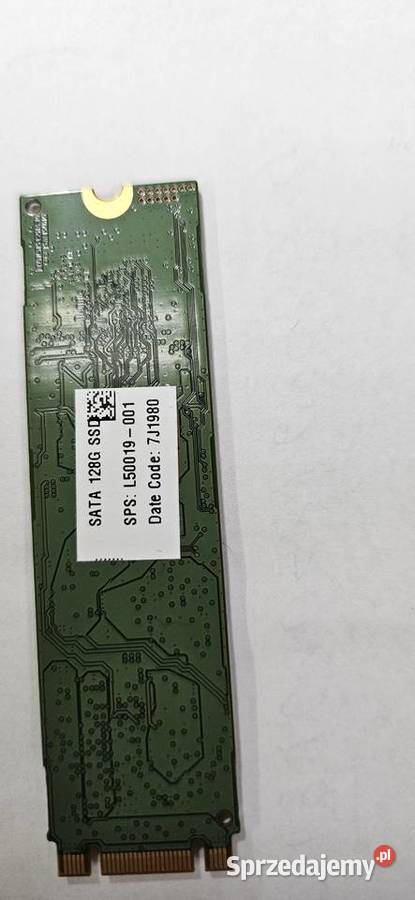 SATA 128G SSD
SPS: L50019-001
Date Code: 7J1980
Sprzedajemy.pl